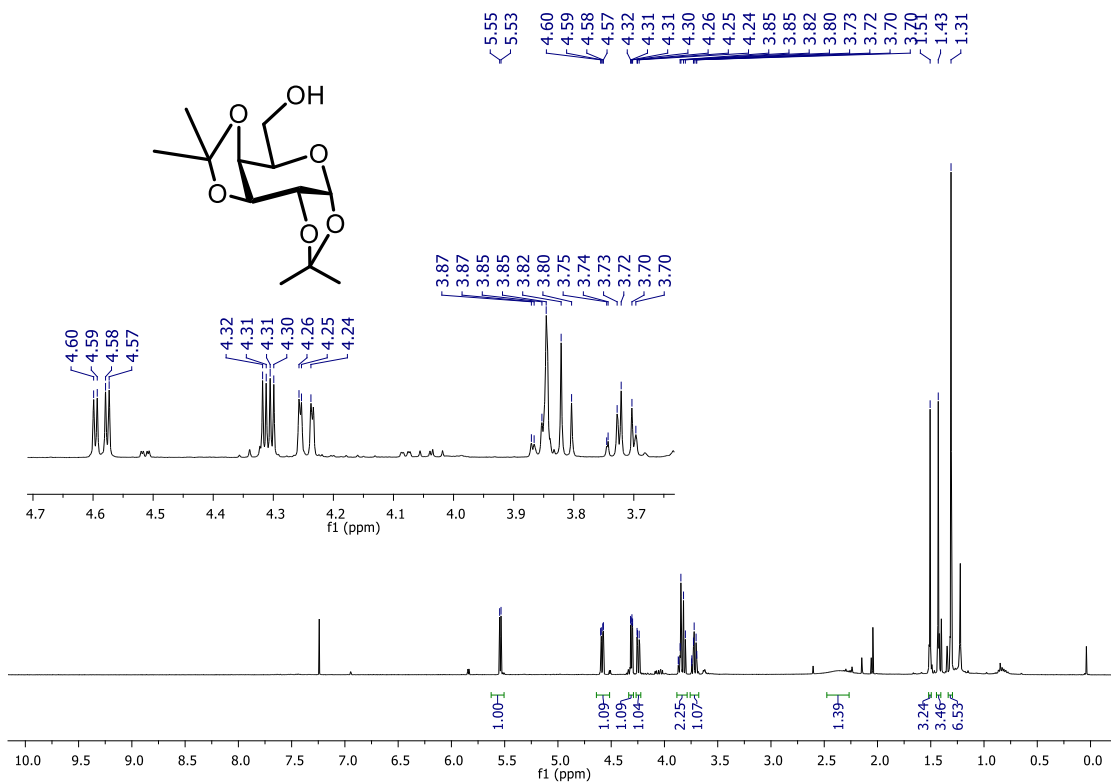 5.55 5.53 4.60 4.59 4.58 4.57 4.32 4.31 4.31 4.30 4.26 4.25 4.24 3.85 3.85 3.82 3.80 3.73 3.72 3.70 3.70 1.51 1.43 1.31
OH
O
O
O
O
O
3.87 3.87 3.85 3.85 3.82 3.80 3.75 3.74 3.73 3.72 3.70 3.70
4.60 4.59 4.58 4.57 4.32 4.31 4.31 4.30 4.26 4.25 4.24
4.7 4.6 4.5 4.4 4.3 4.2 4.1 4.0 3.9 3.8 3.7
f1 (ppm)
1.00 1.09 1.09 1.04 2.25 1.07 1.39 3.24 3.46 6.53
10.0 9.5 9.0 8.5 8.0 7.5 7.0 6.5 6.0 5.5 5.0 4.5 4.0 3.5 3.0 2.5 2.0 1.5 1.0 0.5 0.0
f1 (ppm)